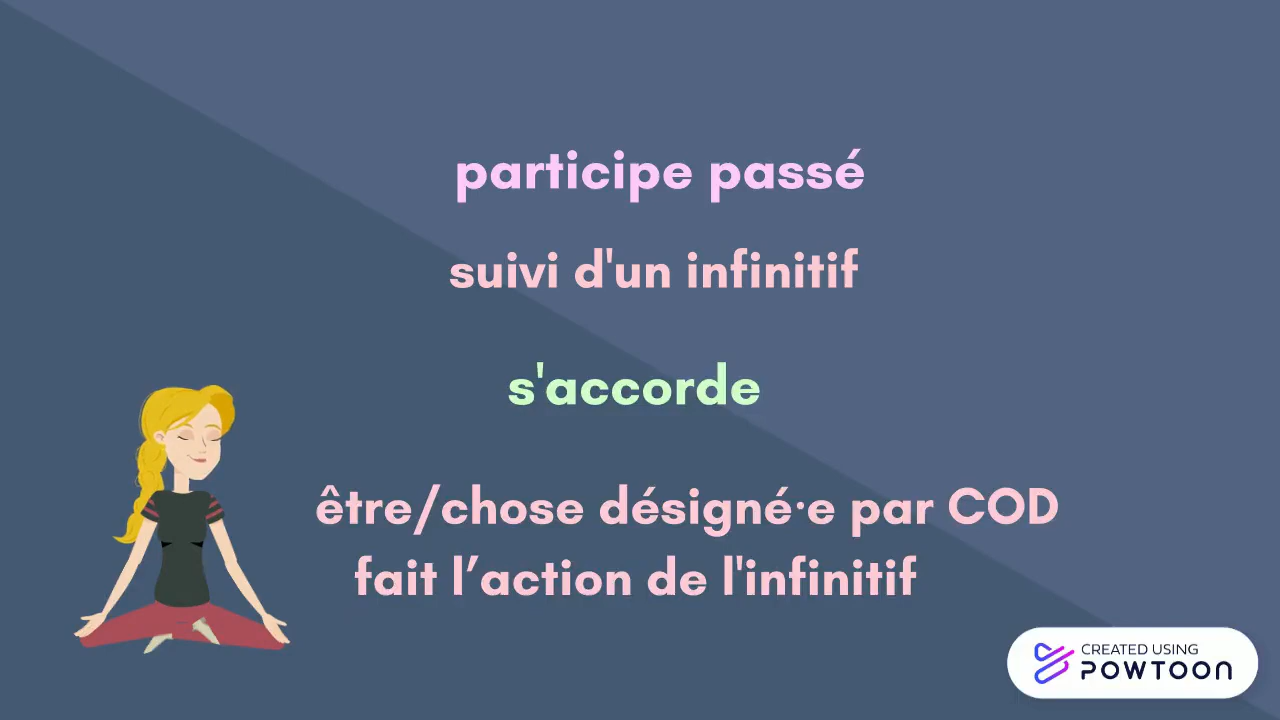 participe passé
suivi d'un infinitif
s'accorde
être/chose désigné·e par COD
fait l’action de l'infinitif
CREATED USING
POWTOON